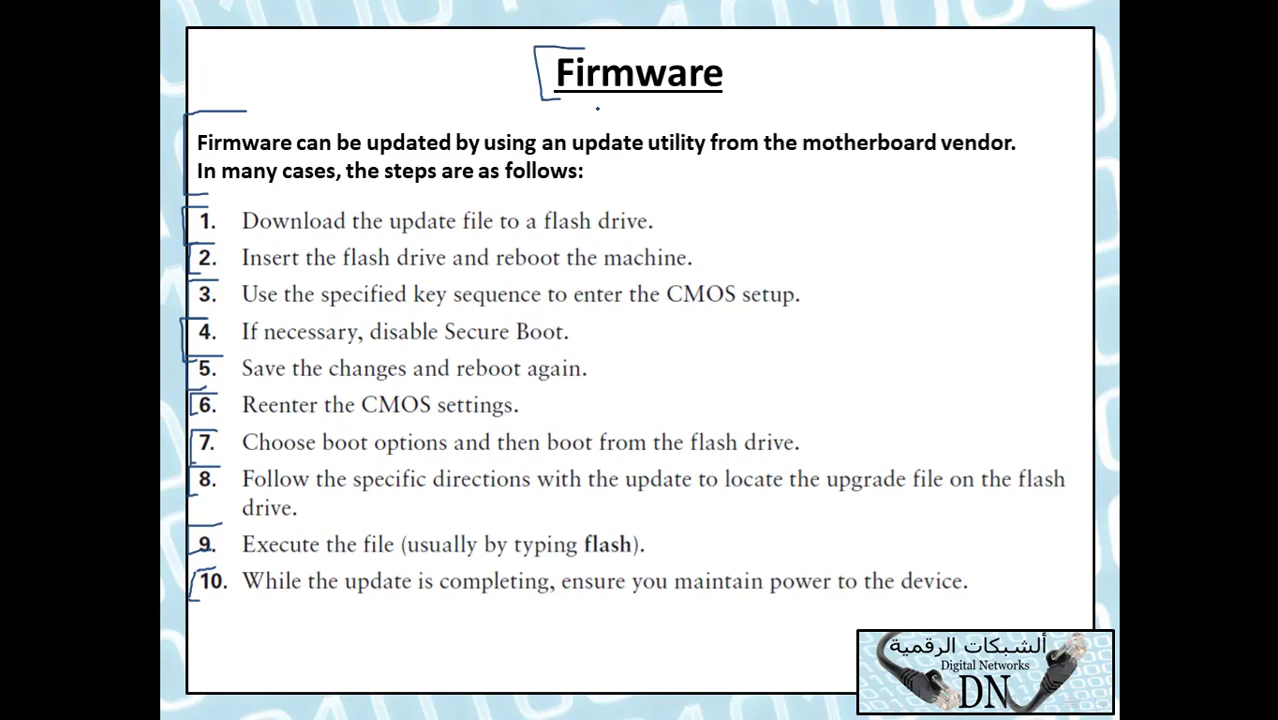 Firmware
Firmware can be updated by using an update utility from the motherboard vendor.
In many cases, the steps are as follows:
1. Download the update file to a flash drive.
2. Insert the flash drive and reboot the machine.
3. Use the specified key sequence to enter the CMOS setup.
4. If necessary, disable Secure Boot.
5. Save the changes and reboot again.
6. Reenter the CMOS settings.
7. Choose boot options and then boot from the flash drive.
8. Follow the specific directions with the update to locate the upgrade file on the flash
drive.
9. Execute the file (usually by typing flash).
10. While the update is completing, ensure you maintain power to the device.
ألشبكات الرقمية
Digital Networks
DN